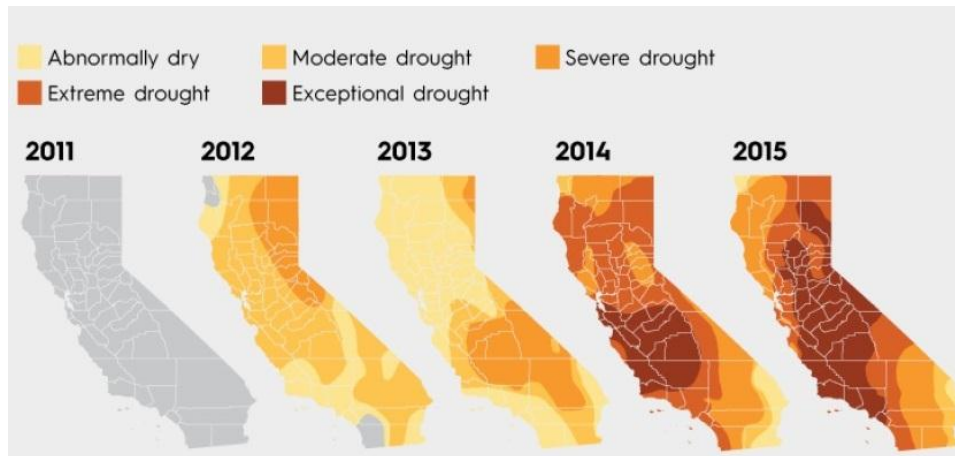 Abnormally dry Moderate drought Severe drought
Extreme drought Exceptional drought
2011 2012 2013 2014 2015